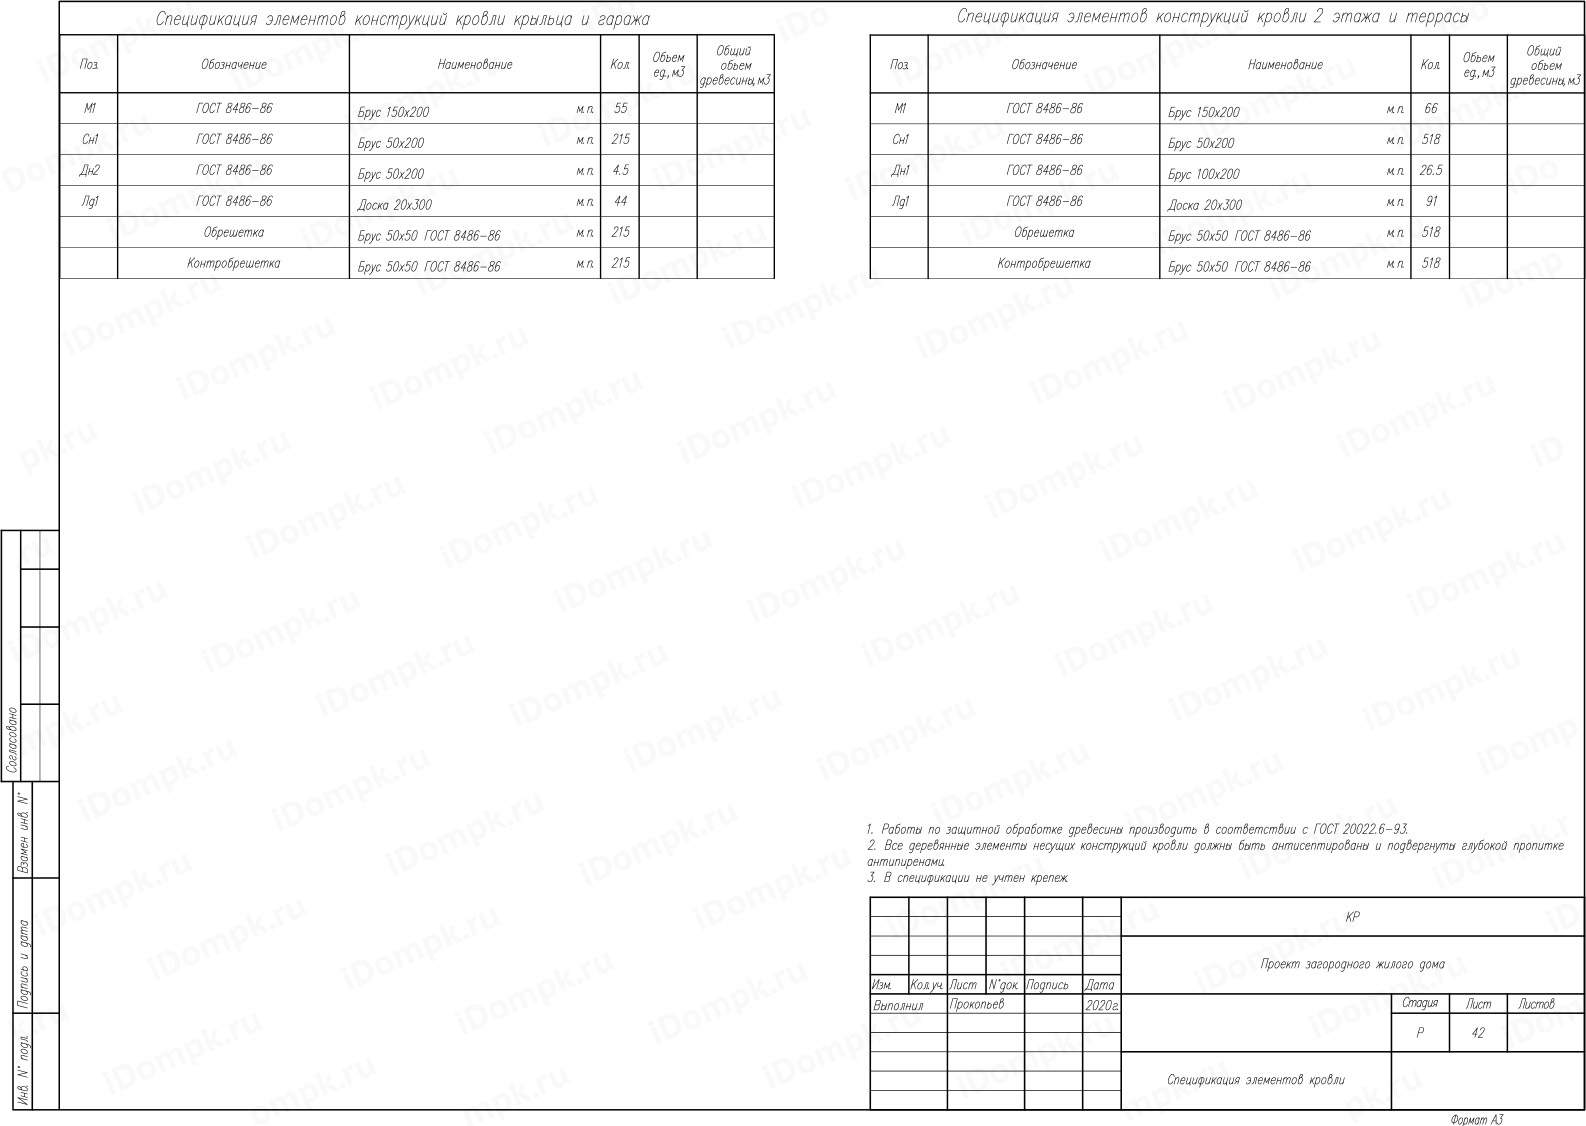 Спецификация элементов конструкций кровли крыльца и гаража
Поз. Обозначение Наименование Кол. Объем ед., м3 Общий объем древесины, м3
М1 ГОСТ 8486-86 Брус 150х200 м.п. 55
Сн1 ГОСТ 8486-86 Брус 50х200 м.п. 215
Дн2 ГОСТ 8486-86 Брус 50х200 м.п. 4.5
Лд1 ГОСТ 8486-86 Доска 20х300 м.п. 44
Обрешетка Брус 50х50 ГОСТ 8486-86 м.п. 215
Контробрешетка Брус 50х50 ГОСТ 8486-86 м.п. 215
Спецификация элементов конструкций кровли 2 этажа и террасы
Поз. Обозначение Наименование Кол. Объем ед., м3 Общий объем древесины, м3
М1 ГОСТ 8486-86 Брус 150х200 м.п. 66
Сн1 ГОСТ 8486-86 Брус 50х200 м.п. 518
Дн1 ГОСТ 8486-86 Брус 100х200 м.п. 26.5
Лд1 ГОСТ 8486-86 Доска 20х300 м.п. 91
Обрешетка Брус 50х50 ГОСТ 8486-86 м.п. 518
Контробрешетка Брус 50х50 ГОСТ 8486-86 м.п. 518
Согласовано
Взамен инв. N°
Подпись и дата
Инв. N° подл.
1. Работы по защитной обработке древесины производить в соответствии с ГОСТ 20022.6-93.
2. Все деревянные элементы несущих конструкций кровли должны быть антисептированы и подвергнуты глубокой пропитке
антипиренами.
3. В спецификации не учтен крепеж.
КР
Проект загородного жилого дома
Изм. Кол.уч. Лист N°док. Подпись Дата
Выполнил Прокопьев 2020г.
Стадия Лист Листов
Р 42
Спецификация элементов кровли
Формат А3
iDompk.ru